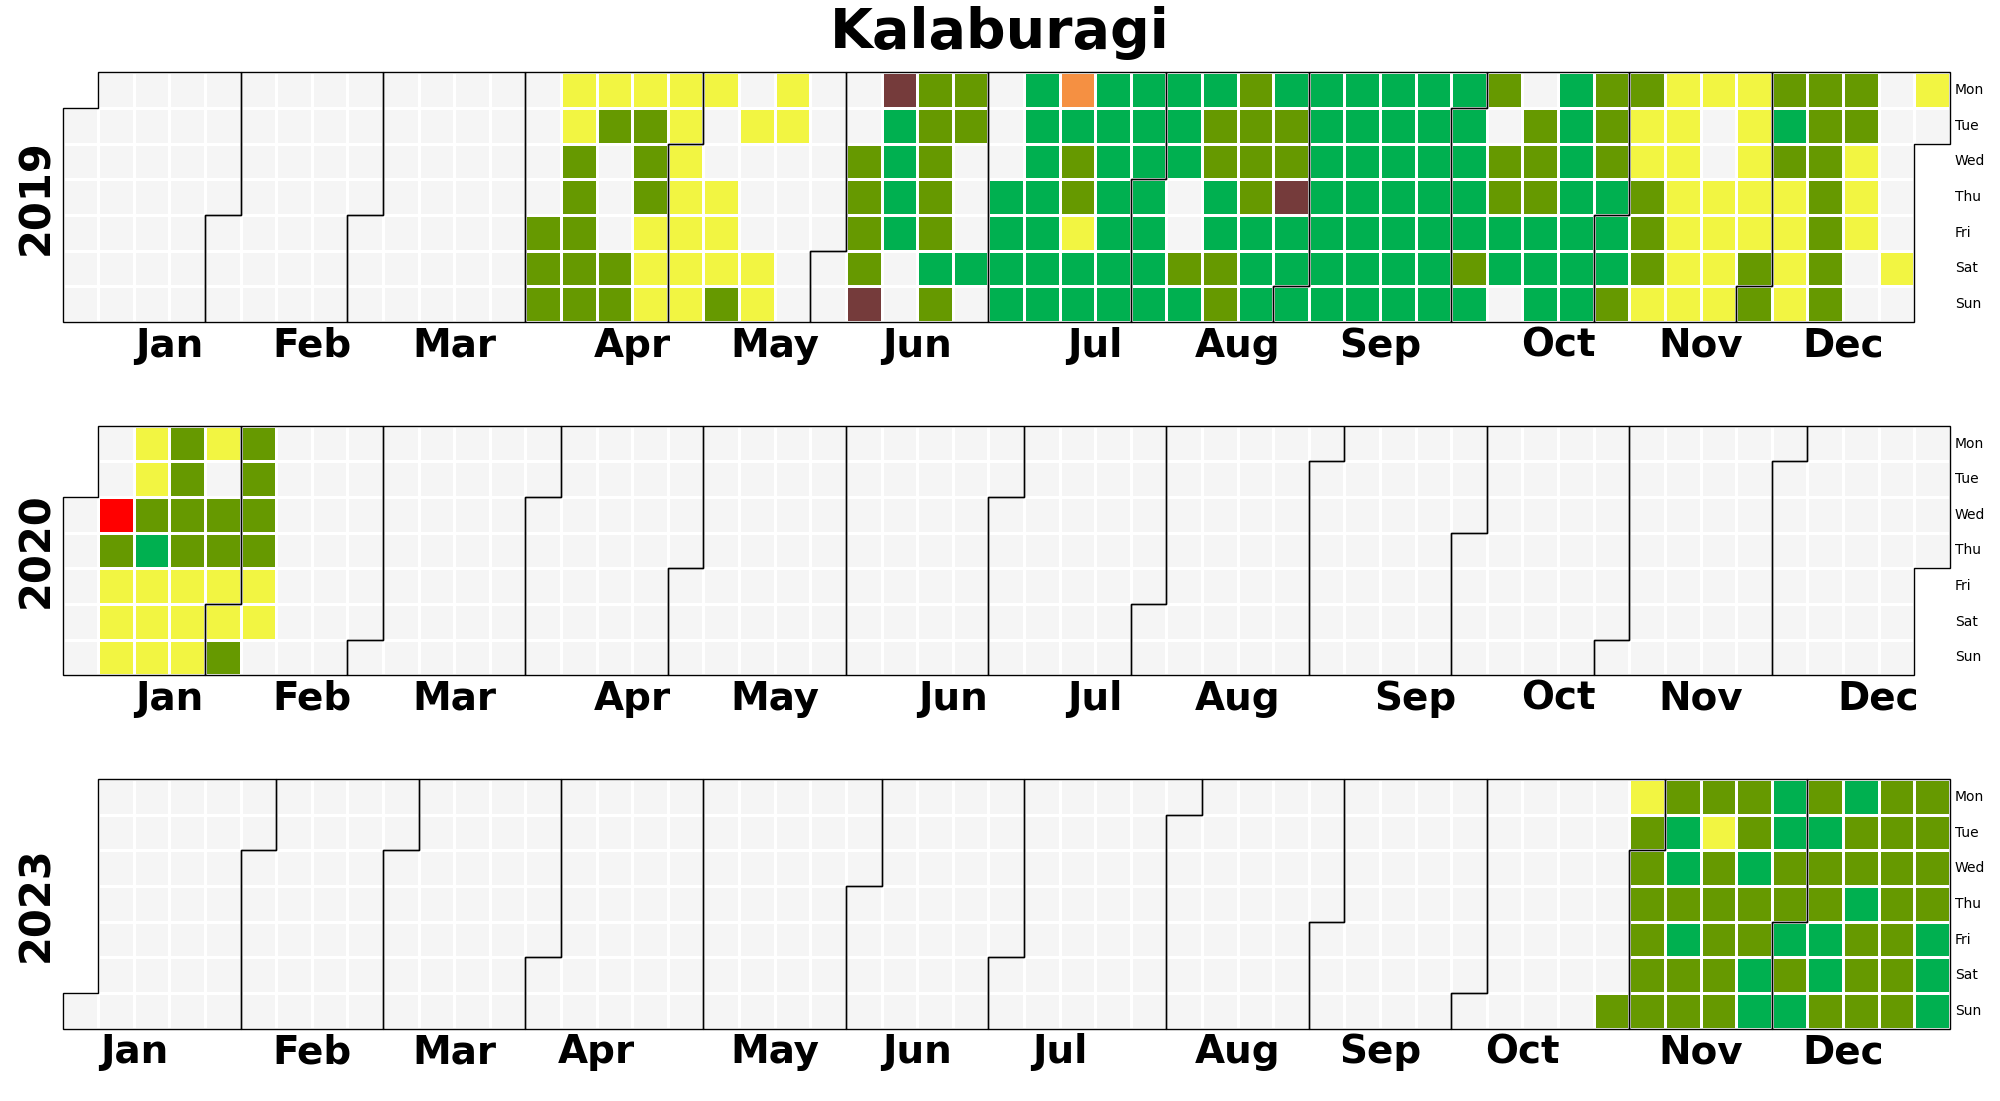 Kalaburagi
2019
Mon
Tue
Wed
Thu
Fri
Sat
Sun
Jan Feb Mar Apr May Jun Jul Aug Sep Oct Nov Dec
2020
Mon
Tue
Wed
Thu
Fri
Sat
Sun
Jan Feb Mar Apr May Jun Jul Aug Sep Oct Nov Dec
2023
Mon
Tue
Wed
Thu
Fri
Sat
Sun
Jan Feb Mar Apr May Jun Jul Aug Sep Oct Nov Dec